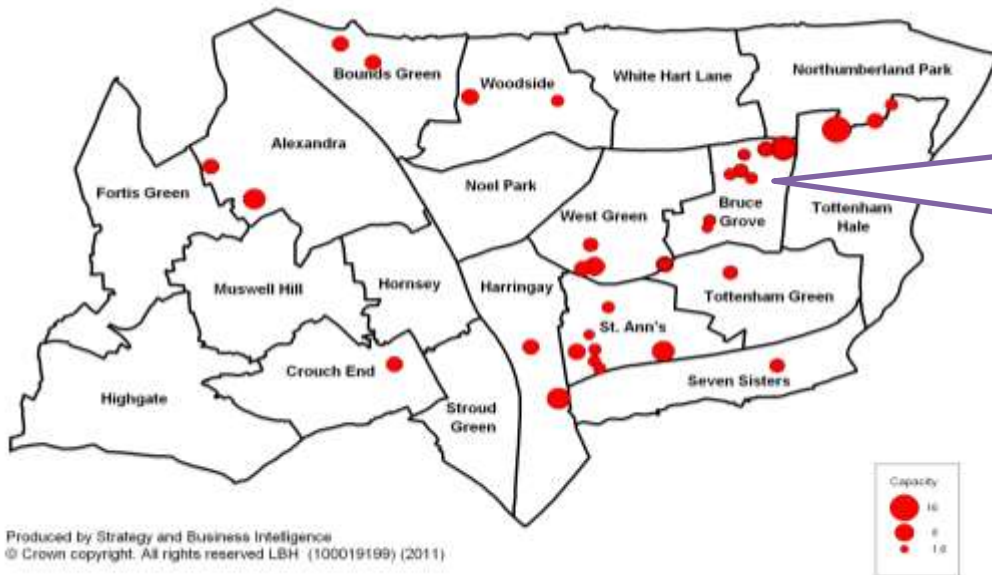 Northumberland Park
Bounds Green
Woodside
White Hart Lane
Alexandra
Fortis Green
Noel Park
West Green
Bruce
Grove
Tottenham
Hale
Muswell Hill
Hornsey
Harringay
Tottenham Green
St. Ann's
Crouch End
Seven Sisters
Highgate
Stroud
Green
Capacity
16
Produced by Strategy and Business Intelligence
© Crown copyright. All rights reserved LBH (100019199) (2011)